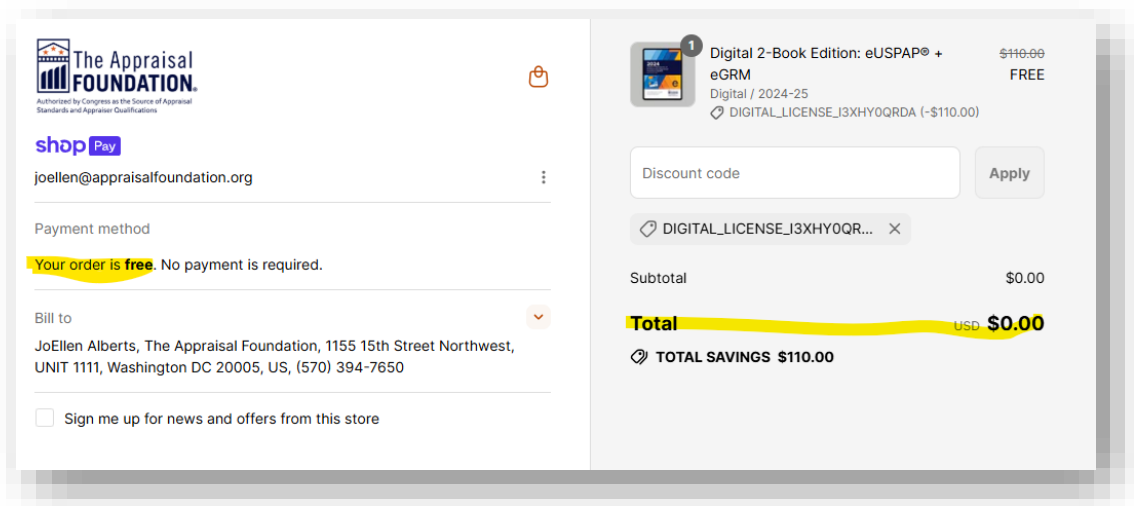 The Appraisal
FOUNDATION.
Authorized by Congress as the Source of Appraisal
Standards and Appraiser Qualifications
shop Pay
joellen@appraisalfoundation.org
Payment method
Your order is free. No payment is required.
Bill to
JoEllen Alberts, The Appraisal Foundation, 1155 15th Street Northwest,
UNIT 1111, Washington DC 20005, US, (570) 394-7650
Sign me up for news and offers from this store
1
Digital 2-Book Edition: eUSPAP® + $110.00
eGRM FREE
Digital / 2024-25
DIGITAL_LICENSE_I3XHY0QRDA (-$110.00)
Discount code Apply
DIGITAL_LICENSE_I3XHY0QR...
Subtotal $0.00
Total USD $0.00
TOTAL SAVINGS $110.00